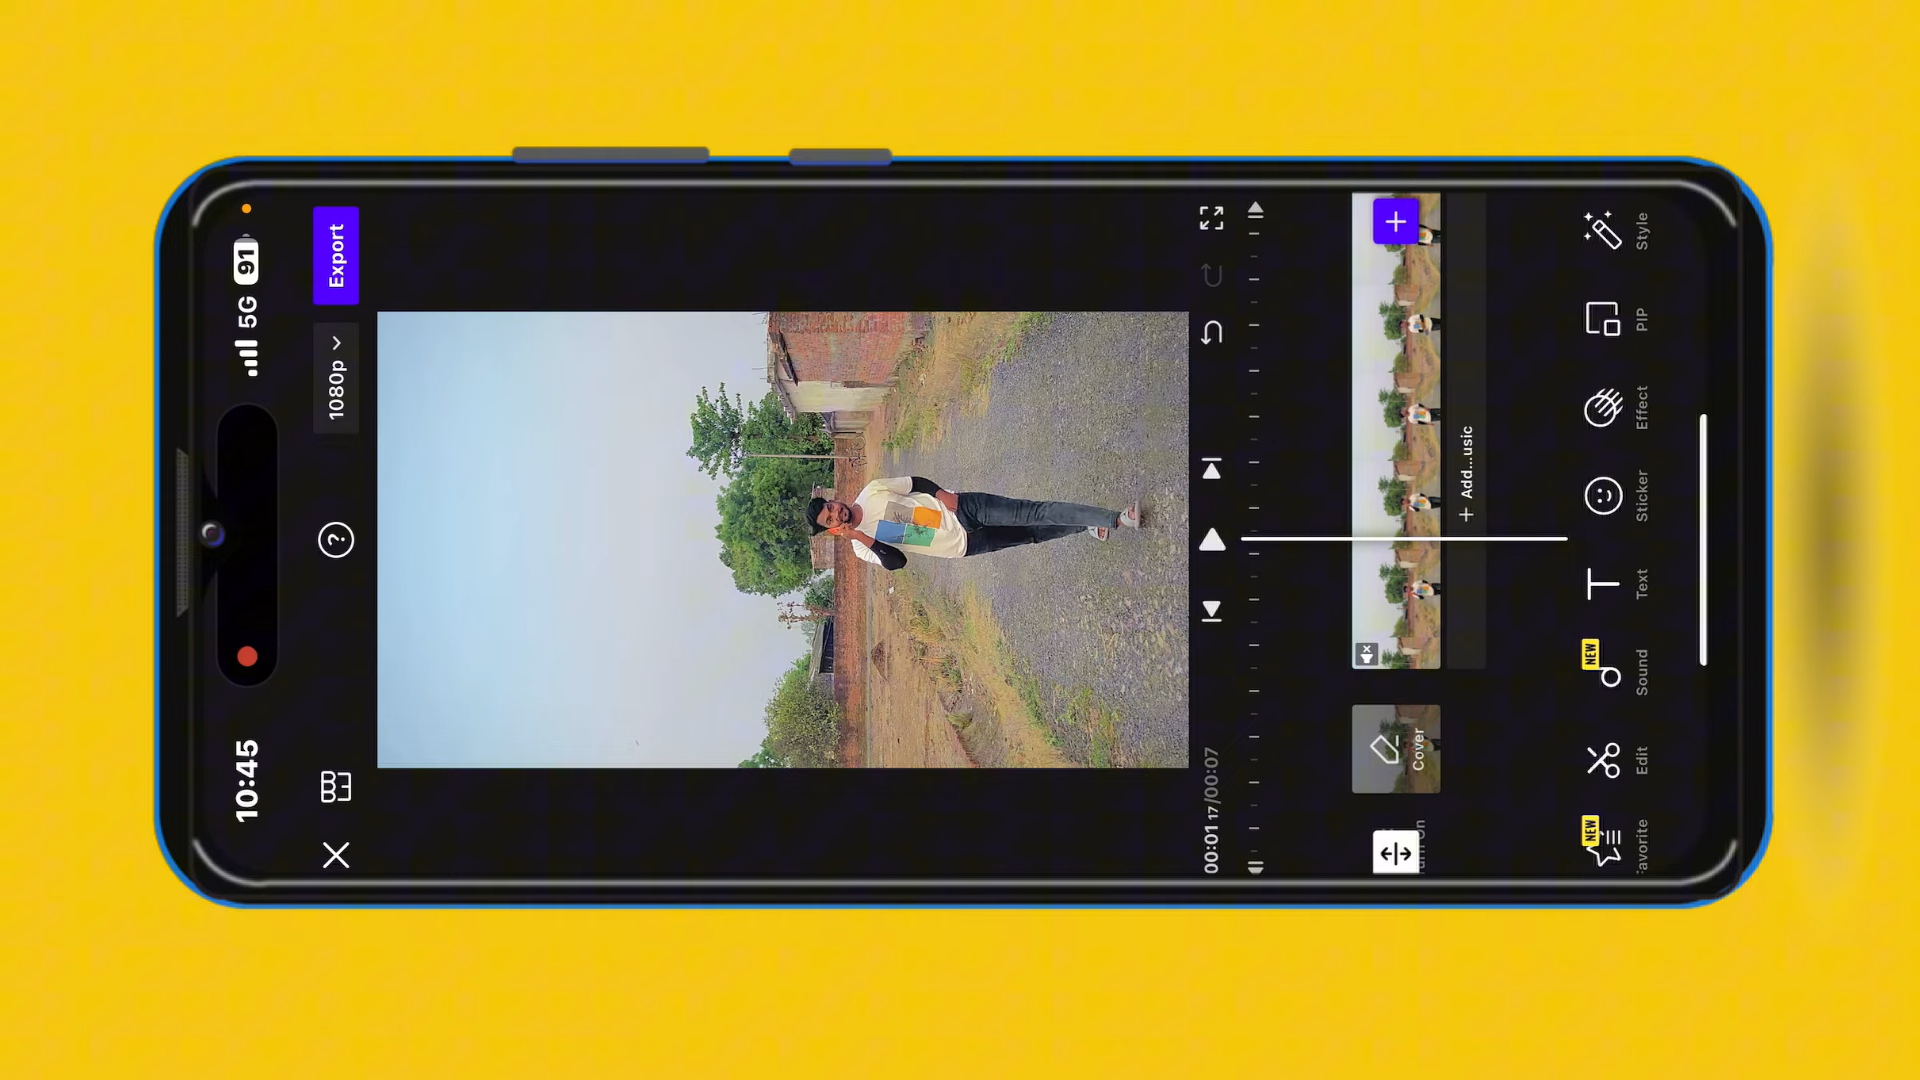 10:45
5G 91
1080p
Export
00:01 17/00:07
Cover
+ Add...usic
NEW
Edit
NEW
Sound
Text
Sticker
Effect
PIP
Style